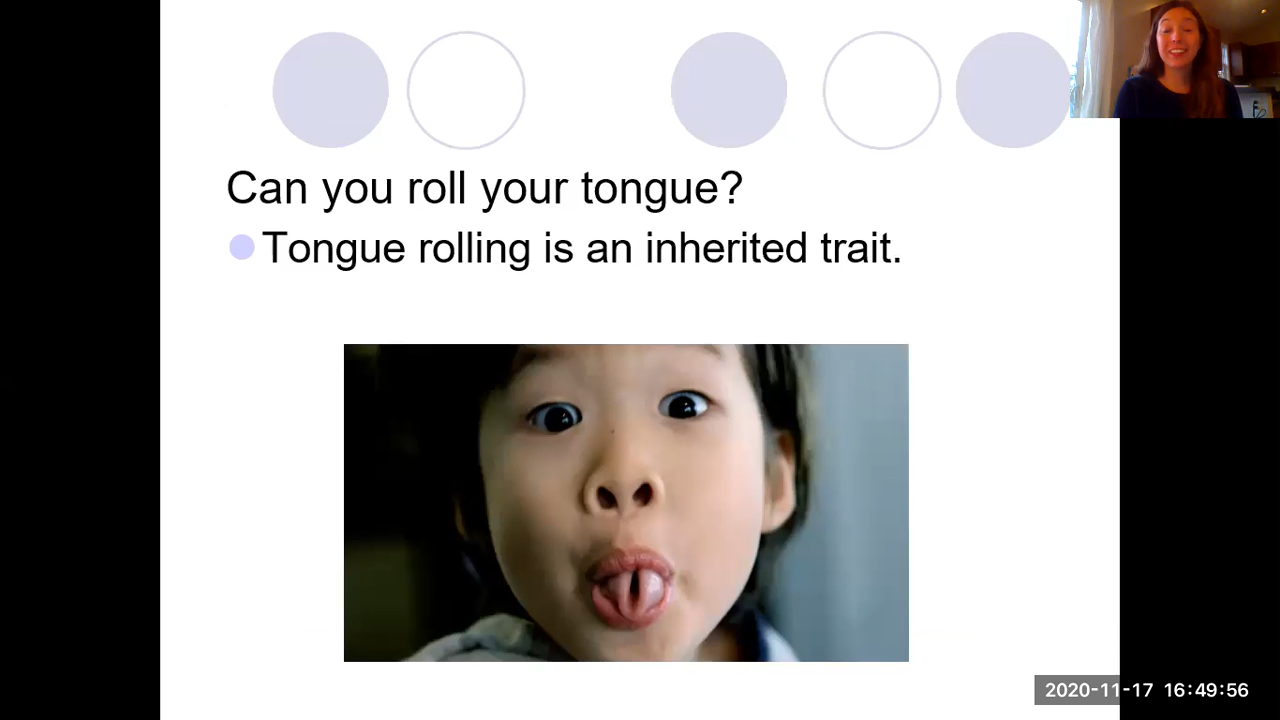 Can you roll your tongue?
Tongue rolling is an inherited trait.
2020-11-17 16:49:56